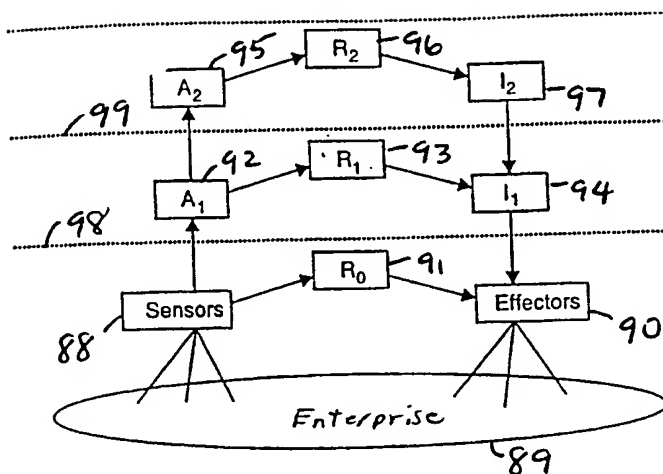 95
R2
96
A2
I2
97
99
92
R1
93
A1
I1
94
98
R0
91
Sensors
Effectors
88
90
Enterprise
89